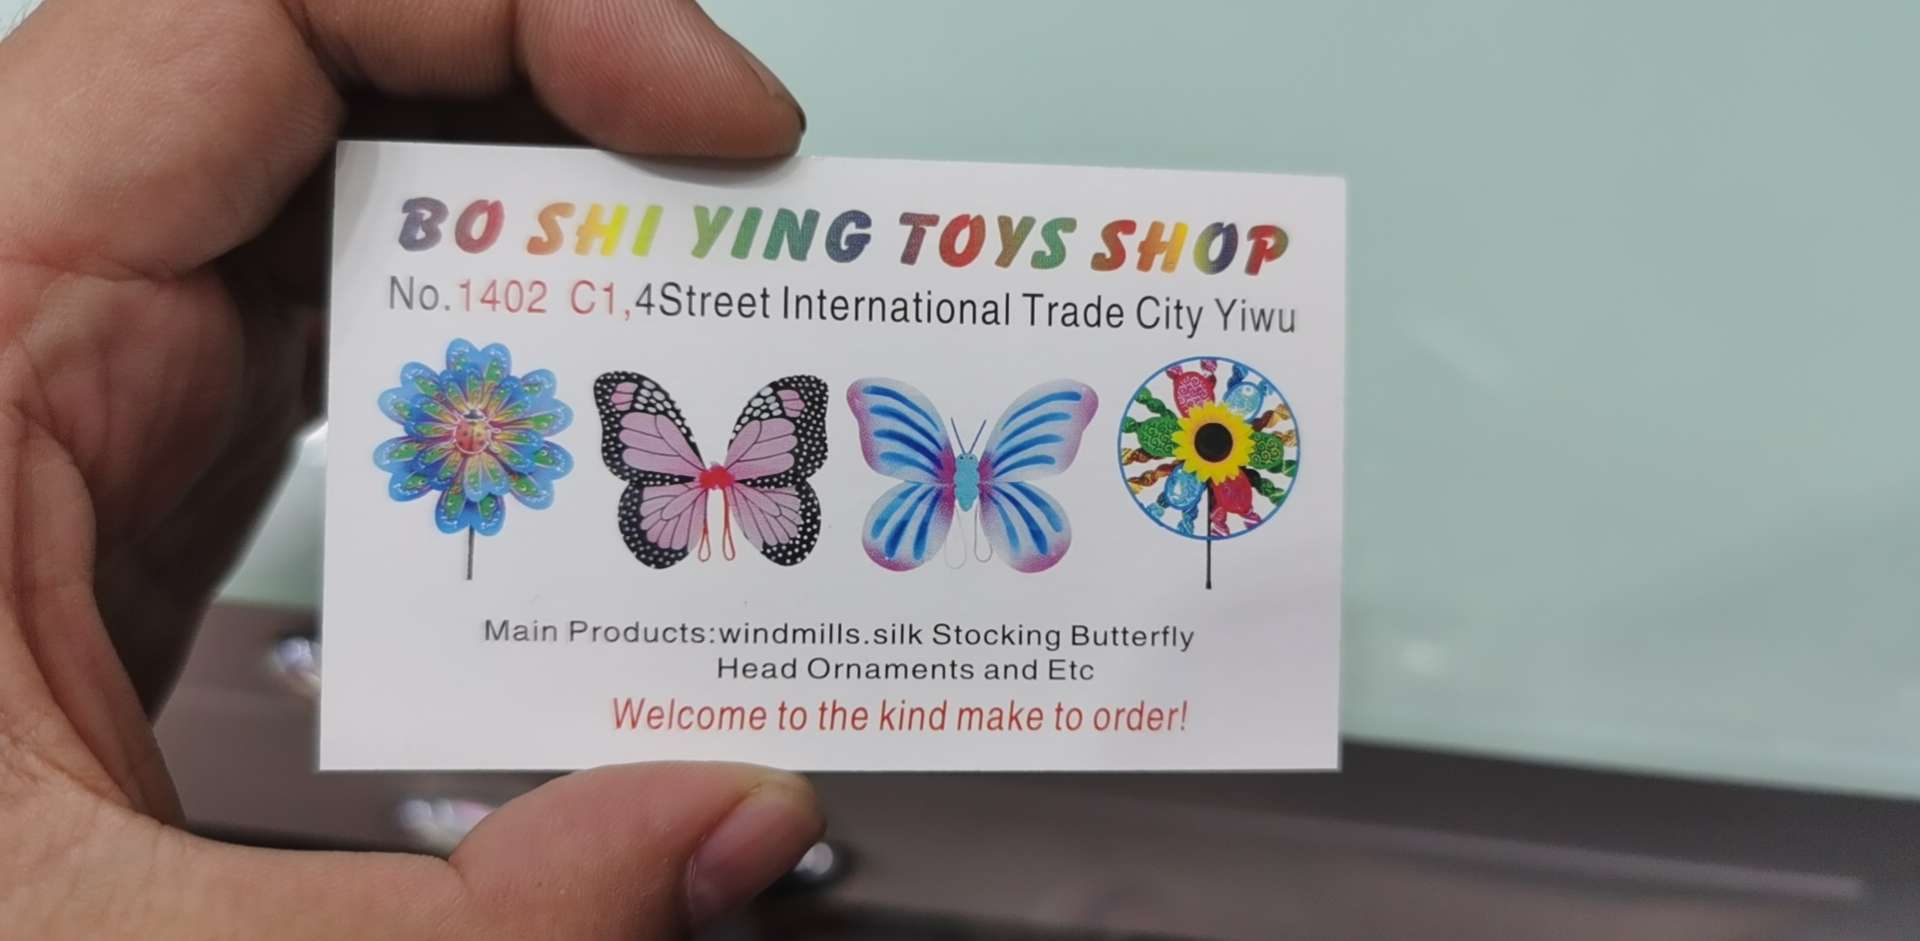 BO SHI YING TOYS SHOP
No.1402 C1,4Street International Trade City Yiwu
Main Products:windmills.silk Stocking Butterfly
Head Ornaments and Etc
Welcome to the kind make to order!